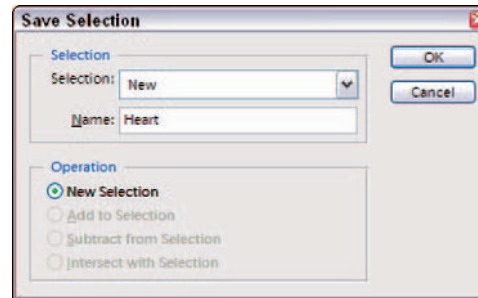 Save Selection
Selection
Selection: New
Name: Heart
OK
Cancel
Operation
New Selection
Add to Selection
Subtract from Selection
Intersect with Selection